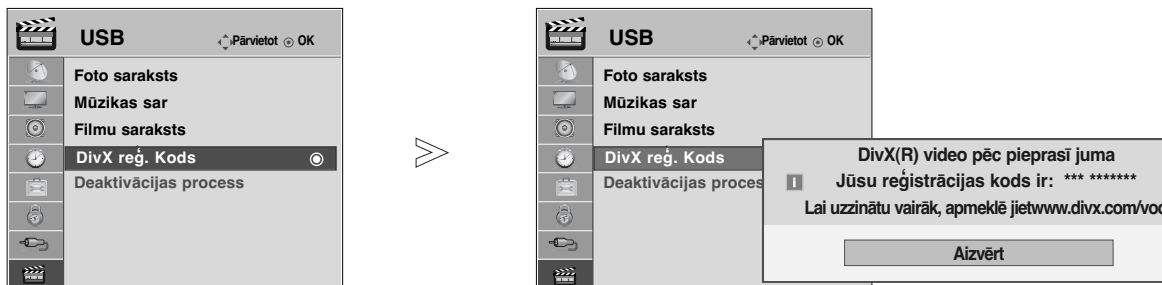 USB Pārvietot OK
Foto saraksts
Mūzikas sar
Filmu saraksts
DivX reģ. Kods
Deaktivācijas process
USB Pārvietot OK
Foto saraksts
Mūzikas sar
Filmu saraksts
DivX reģ. Kods
Deaktivācijas proces
DivX(R) video pēc pieprasī juma
Jūsu reģistrācijas kods ir: *** *******
Lai uzzinātu vairāk, apmeklē jietwww.divx.com/vod
Aizvērt